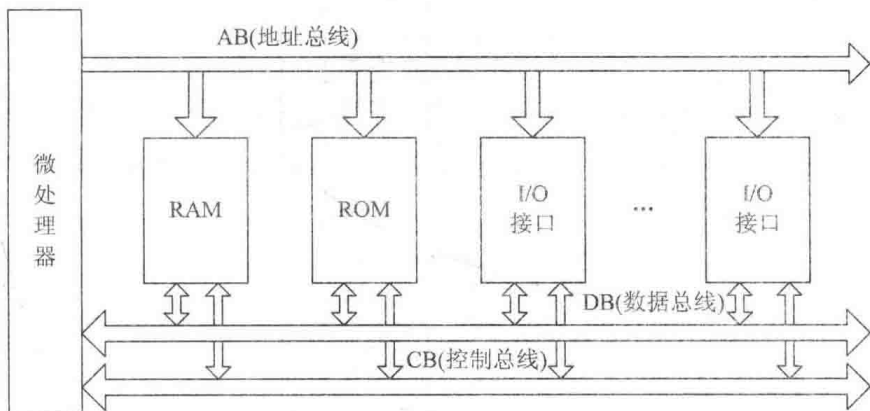 AB(地址总线)
微处理器
RAM
ROM
I/O
接口
...
I/O
接口
DB(数据总线)
CB(控制总线)